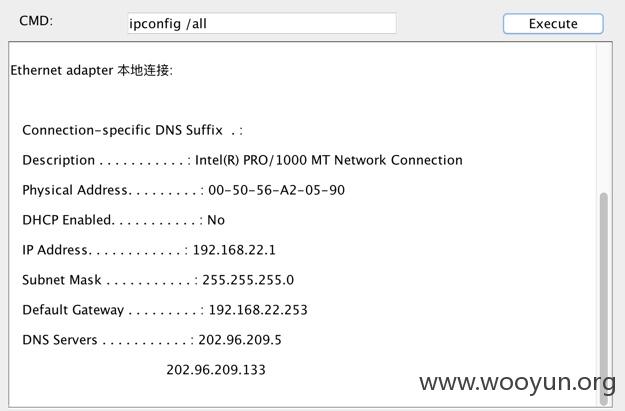 CMD: ipconfig /all Execute
Ethernet adapter 本地连接:
Connection-specific DNS Suffix . :
Description . . . . . . . . . . . : Intel(R) PRO/1000 MT Network Connection
Physical Address. . . . . . . . . : 00-50-56-A2-05-90
DHCP Enabled. . . . . . . . . . . : No
IP Address. . . . . . . . . . . . : 192.168.22.1
Subnet Mask . . . . . . . . . . . : 255.255.255.0
Default Gateway . . . . . . . . . : 192.168.22.253
DNS Servers . . . . . . . . . . . : 202.96.209.5
202.96.209.133
www.wooyun.org